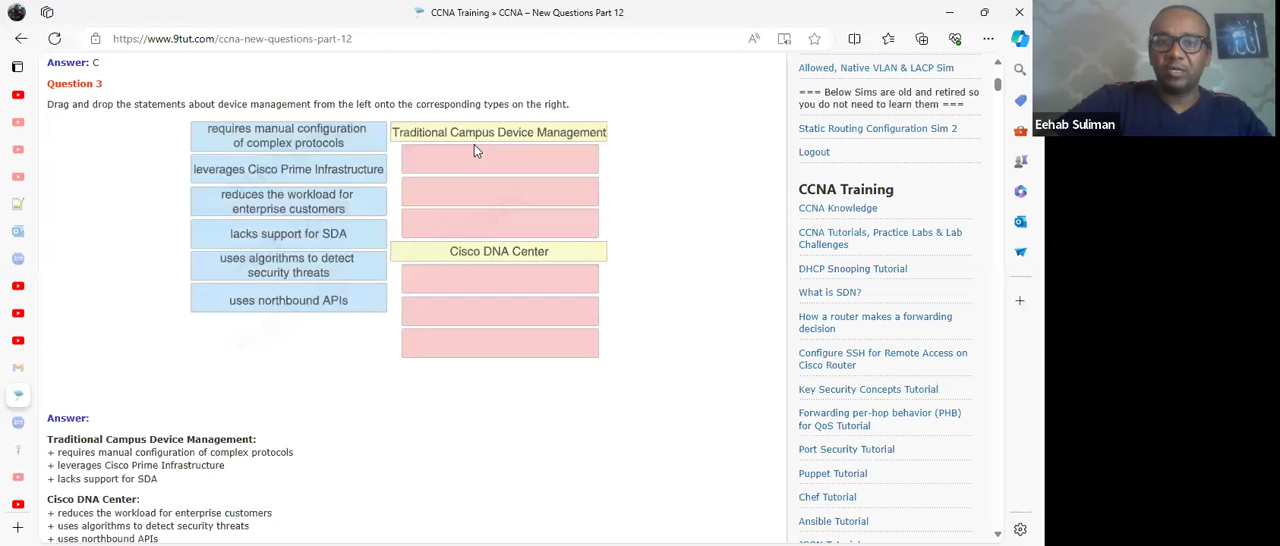 CCNA Training » CCNA – New Questions Part 12
https://www.9tut.com/ccna-new-questions-part-12
Eehab Suliman
Answer: C
Question 3
Drag and drop the statements about device management from the left onto the corresponding types on the right.
requires manual configuration
of complex protocols
leverages Cisco Prime Infrastructure
reduces the workload for
enterprise customers
lacks support for SDA
uses algorithms to detect
security threats
uses northbound APIs
Traditional Campus Device Management
Cisco DNA Center
Answer:
Traditional Campus Device Management:
+ requires manual configuration of complex protocols
+ leverages Cisco Prime Infrastructure
+ lacks support for SDA
Cisco DNA Center:
+ reduces the workload for enterprise customers
+ uses algorithms to detect security threats
+ uses northbound APIs
Allowed, Native VLAN & LACP Sim
=== Below Sims are old and retired so
you do not need to learn them ===
Static Routing Configuration Sim 2
Logout
CCNA Training
CCNA Knowledge
CCNA Tutorials, Practice Labs & Lab
Challenges
DHCP Snooping Tutorial
What is SDN?
How a router makes a forwarding
decision
Configure SSH for Remote Access on
Cisco Router
Key Security Concepts Tutorial
Forwarding per-hop behavior (PHB)
for QoS Tutorial
Port Security Tutorial
Puppet Tutorial
Chef Tutorial
Ansible Tutorial